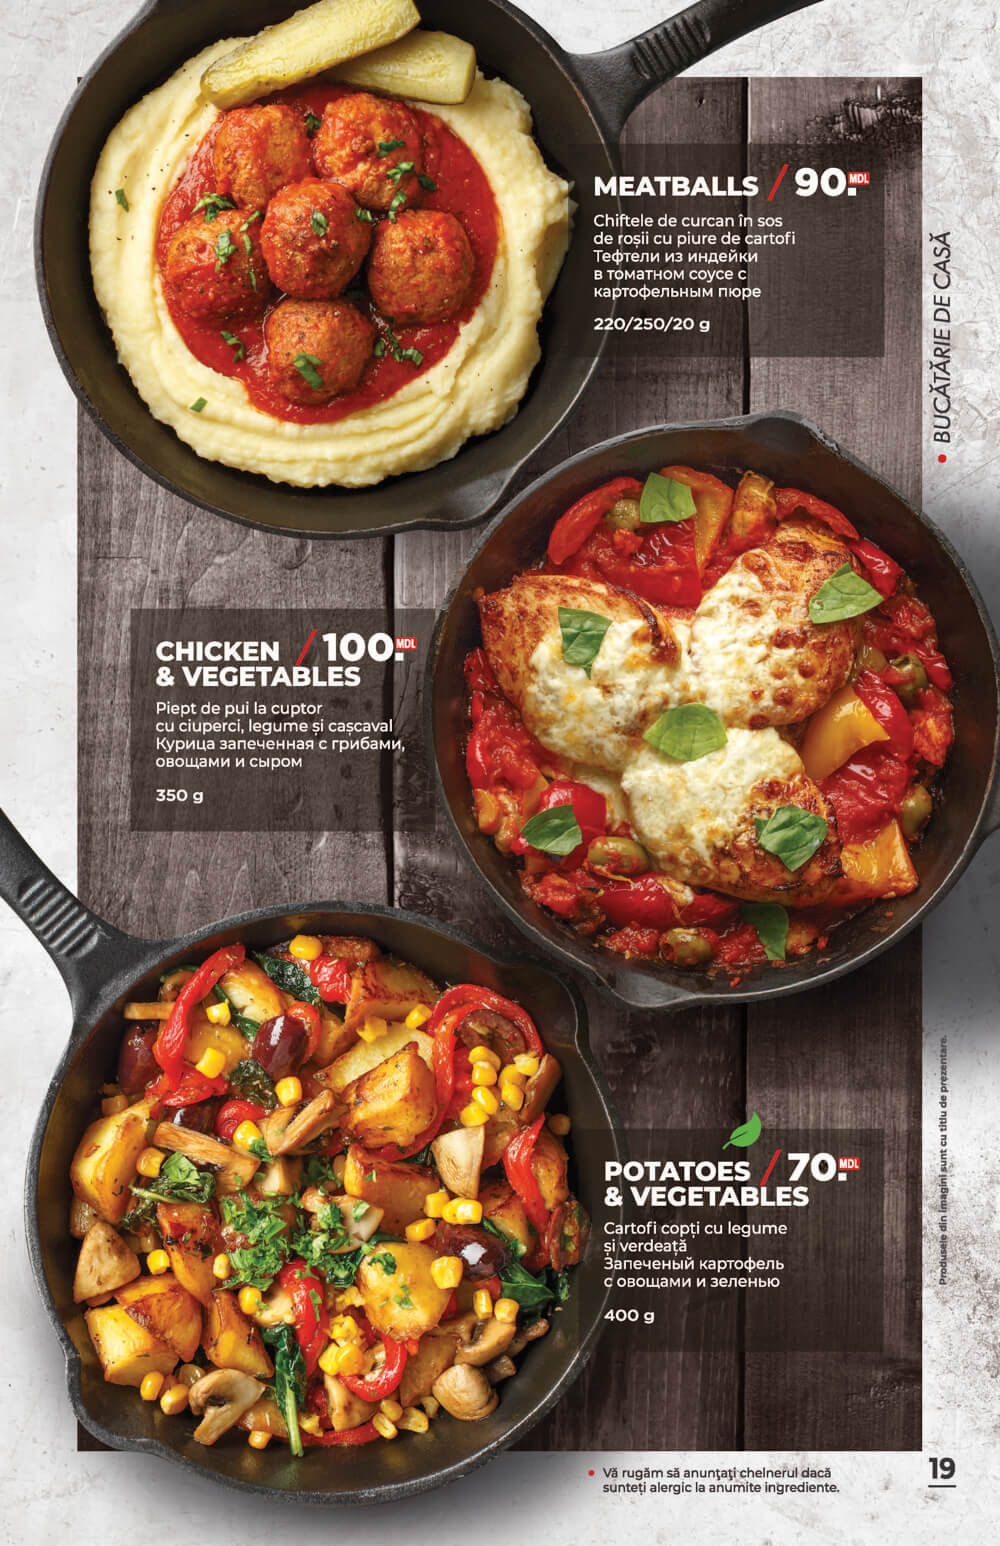 MEATBALLS / 90. MDL
Chiftele de curcan în sos
de roșii cu piure de cartofi
Тефтели из индейки
в томатном соусе с
картофельным пюре
220/250/20 g
• BUCĂTĂRIE DE CASĂ
CHICKEN / 100. MDL
& VEGETABLES
Piept de pui la cuptor
cu ciuperci, legume și cașcaval
Курица запеченная с грибами,
овощами и сыром
350 g
POTATOES / 70. MDL
& VEGETABLES
Cartofi copți cu legume
și verdeață
Запеченый картофель
с овощами и зеленью
400 g
Produsele din imagini sunt cu titlu de prezentare.
• Vă rugăm să anunțați chelnerul dacă
sunteți alergic la anumite ingrediente.
19